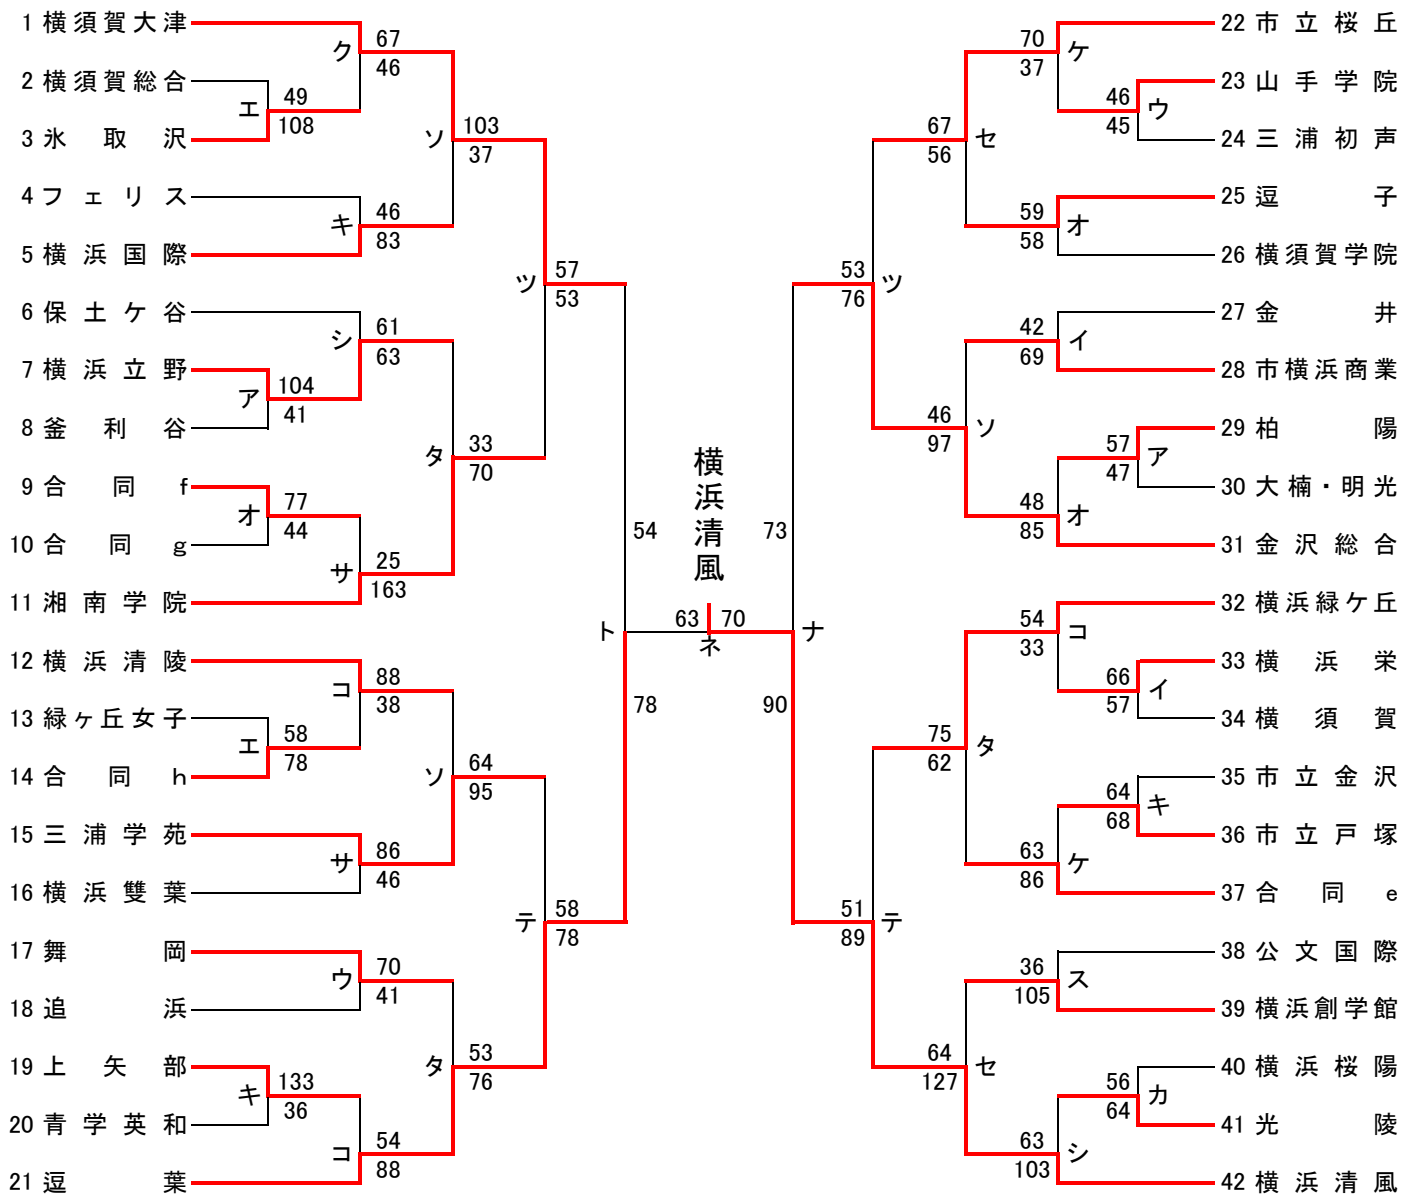 1 横須賀大津
2 横須賀総合
3 氷取沢
4 フェリス
5 横浜国際
6 保土ケ谷
7 横浜立野
8 釜利谷
9 合同f
10 合同g
11 湘南学院
12 横浜清陵
13 緑ヶ丘女子
14 合同h
15 三浦学苑
16 横浜雙葉
17 舞岡
18 追浜
19 上矢部
20 青学英和
21 逗葉
エ 49 108
ク 67 46
キ 46 83
ソ 103 37
ア 104 41
シ 61 63
オ 77 44
サ 25 163
タ 33 70
ツ 57 53
エ 58 78
コ 88 38
サ 86 46
ソ 64 95
ウ 70 41
キ 133 36
コ 54 88
タ 53 76
テ 58 78
ト 54 78
横浜清風
63 70
ネ
ナ 73 90
70 37 ケ
46 45 ウ
67 56 セ
59 58 オ
53 76 ツ
42 69 イ
46 97 ソ
57 47 ア
48 85 オ
54 33 コ
66 57 イ
75 62 タ
64 68 キ
63 86 ケ
51 89 テ
36 105 ス
64 127 セ
56 64 カ
63 103 シ
22 市立桜丘
23 山手学院
24 三浦初声
25 逗子
26 横須賀学院
27 金井
28 市横浜商業
29 柏陽
30 大楠・明光
31 金沢総合
32 横浜緑ケ丘
33 横浜栄
34 横須賀
35 市立金沢
36 市立戸塚
37 合同e
38 公文国際
39 横浜創学館
40 横浜桜陽
41 光陵
42 横浜清風